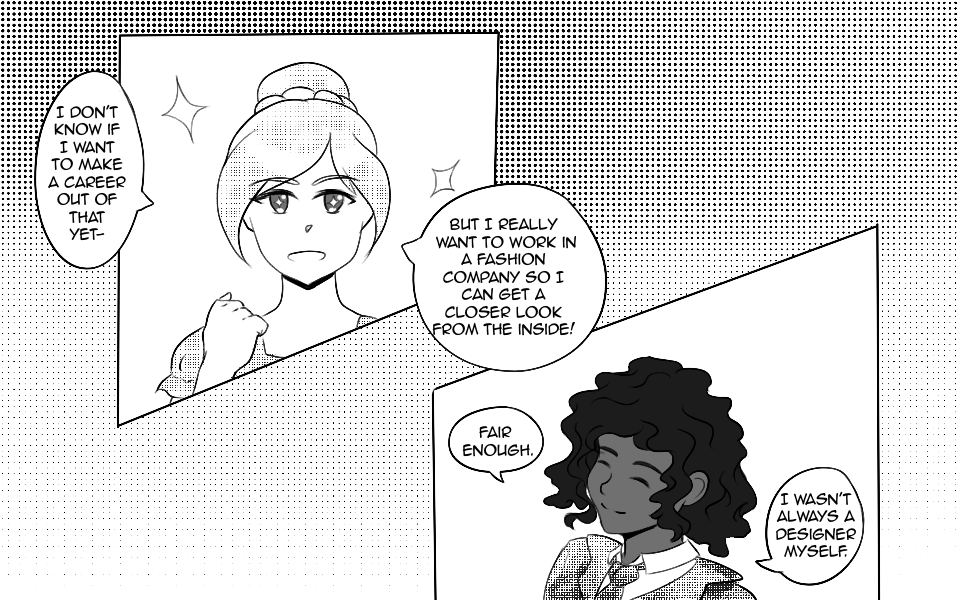 I DON'T
KNOW IF
I WANT
TO MAKE
A CAREER
OUT OF
THAT
YET-
BUT I REALLY
WANT TO WORK IN
A FASHION
COMPANY SO I
CAN GET A
CLOSER LOOK
FROM THE INSIDE!
FAIR
ENOUGH.
I WASN'T
ALWAYS A
DESIGNER
MYSELF.